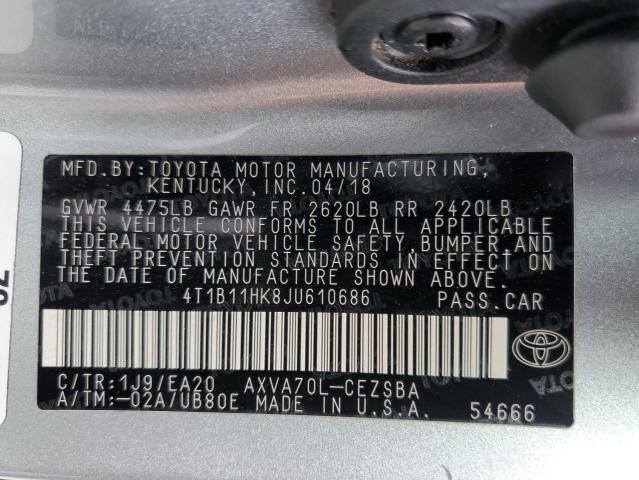 MFD.BY:TOYOTA MOTOR MANUFACTURING,
KENTUCKY,INC.04/18
GVWR 4475LB GAWR FR 2620LB RR 2420LB
THIS VEHICLE CONFORMS TO ALL APPLICABLE
FEDERAL MOTOR VEHICLE SAFETY,BUMPER,AND
THEFT PREVENTION STANDARDS IN EFFECT ON
THE DATE OF MANUFACTURE SHOWN ABOVE.
4T1B11HK8JU610686 PASS.CAR
C/TR:1J9/EA20 AXVA70L-CEZSBA
A/TM:-02A/UB80E MADE IN U.S.A. 54666